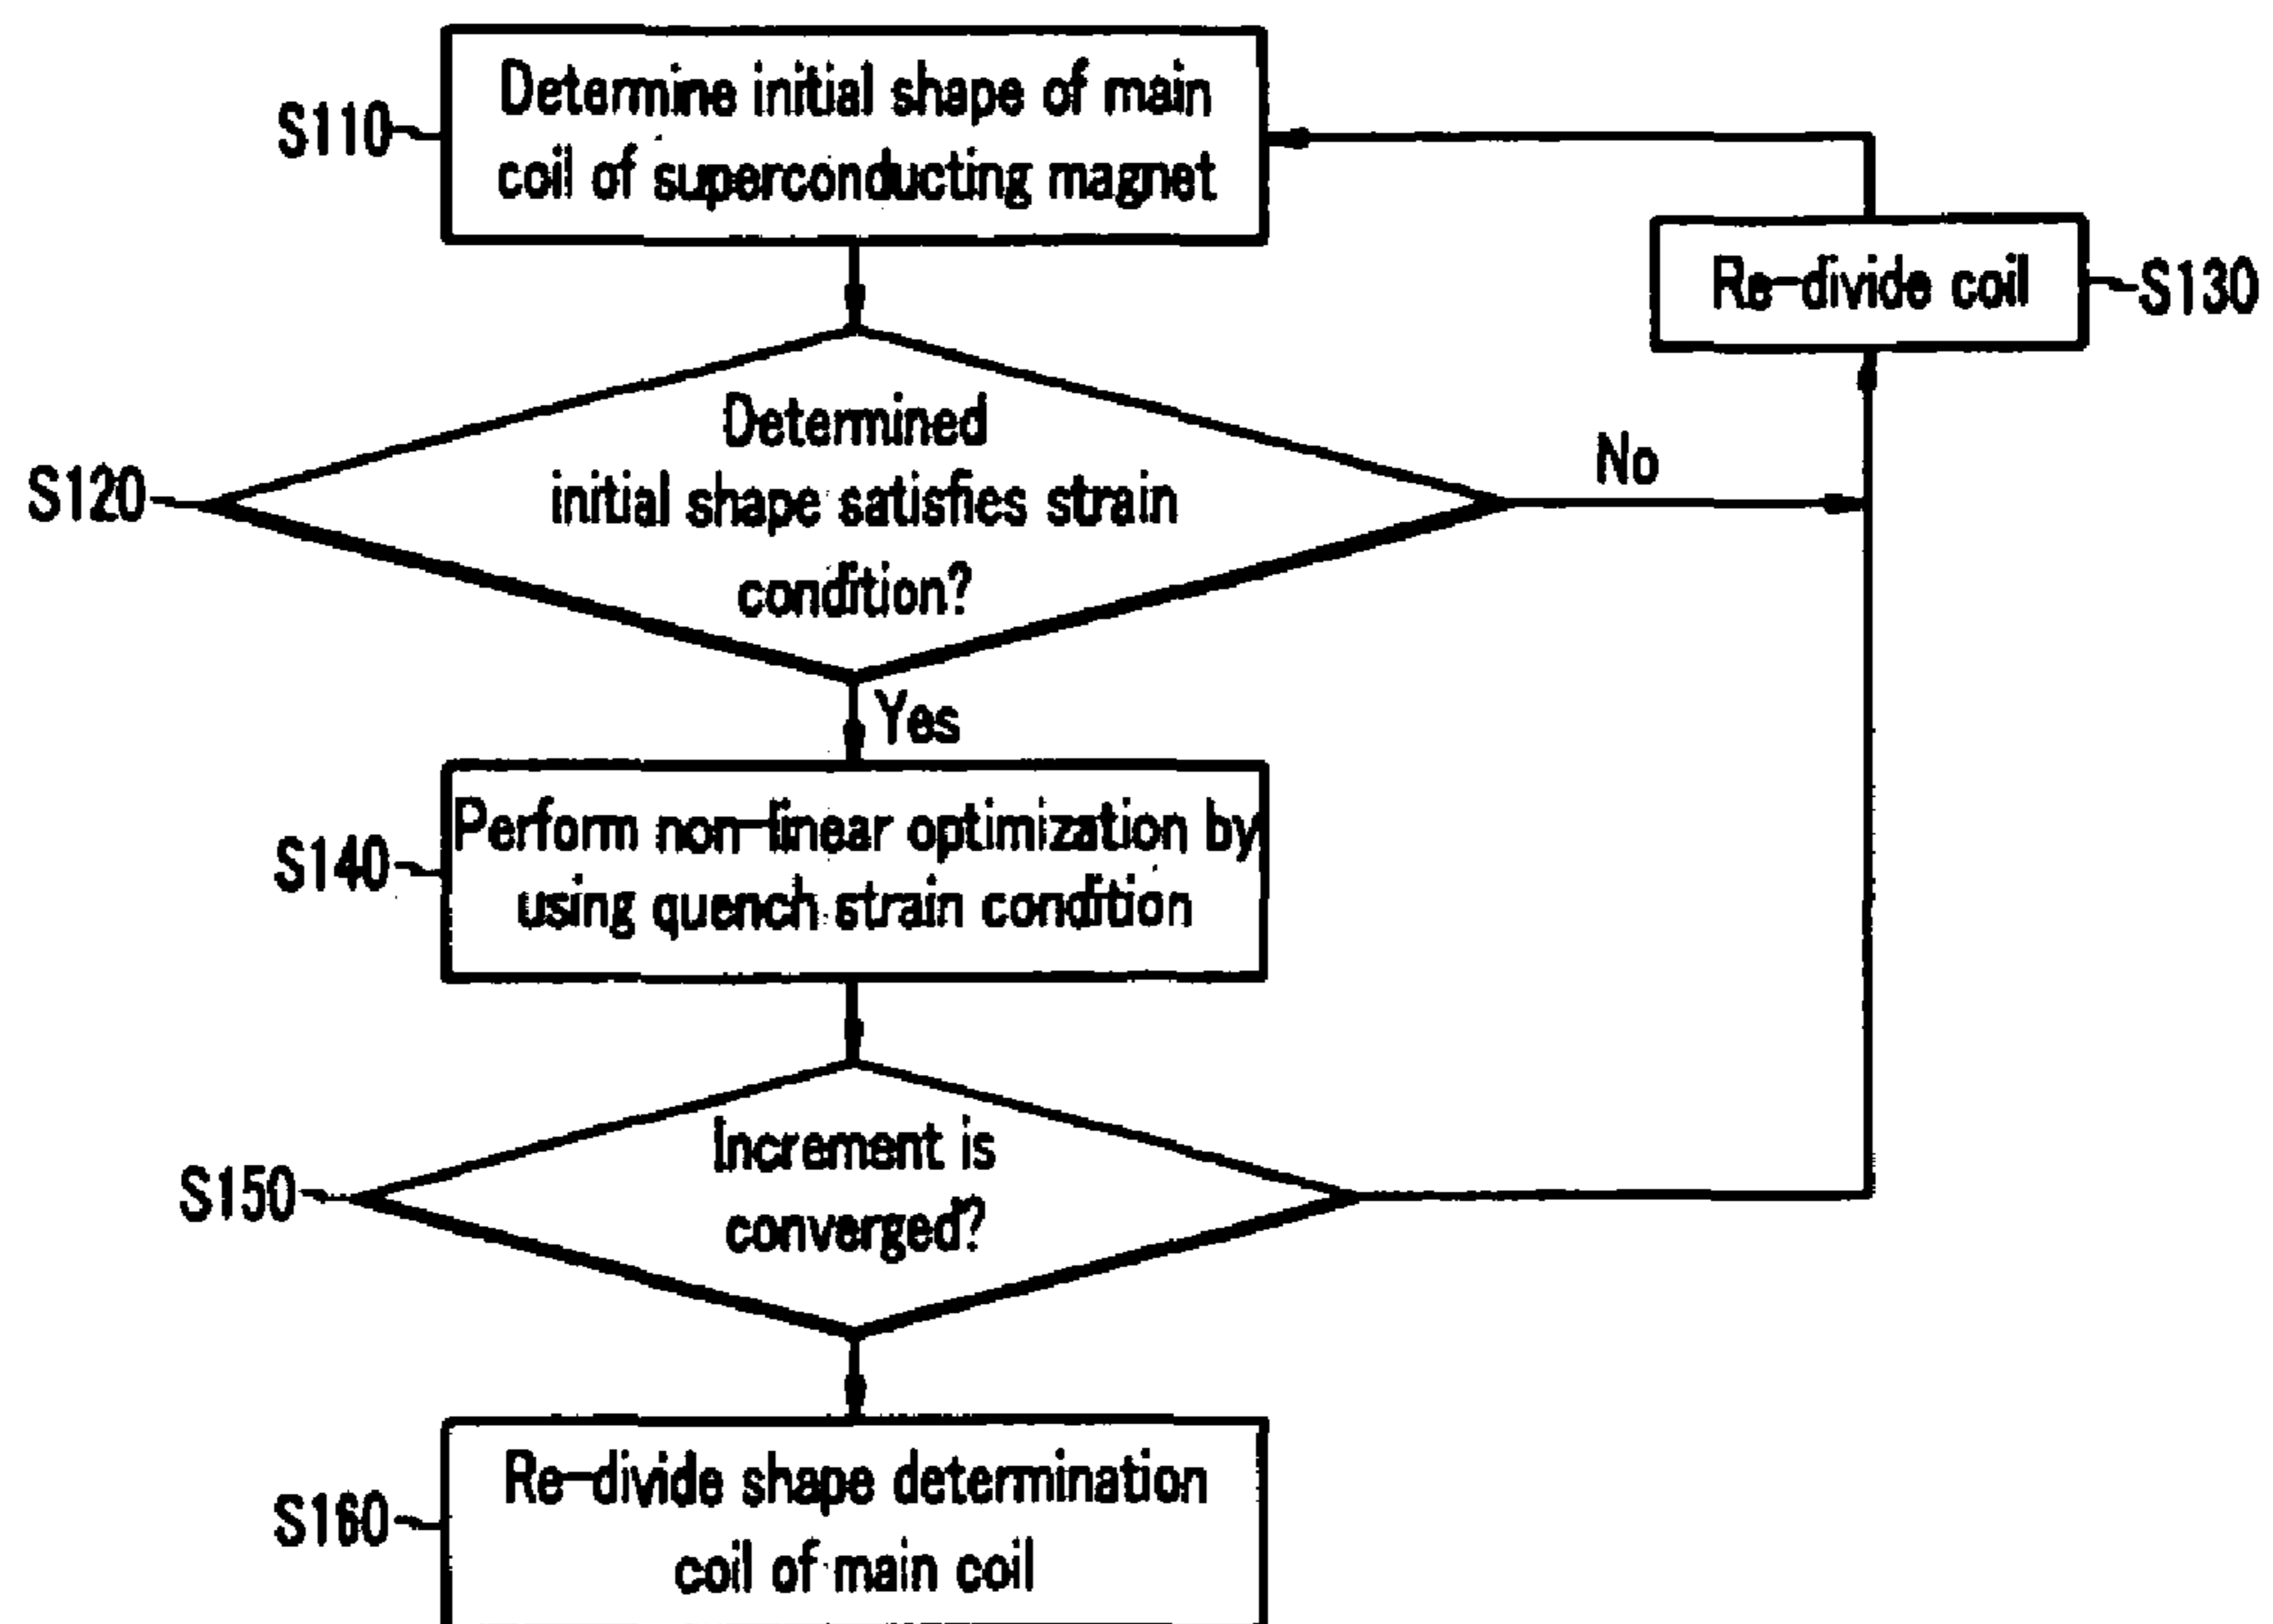 Determine initial shape of main
coil of superconducting magnet
S110
Re-divide coil
S130
Determined
initial shape satisfies strain
condition?
S120
No
Yes
Perform non-linear optimization by
using quench strain condition
S140
Increment is
converged?
S150
Re-divide shape determination
coil of main coil
S160